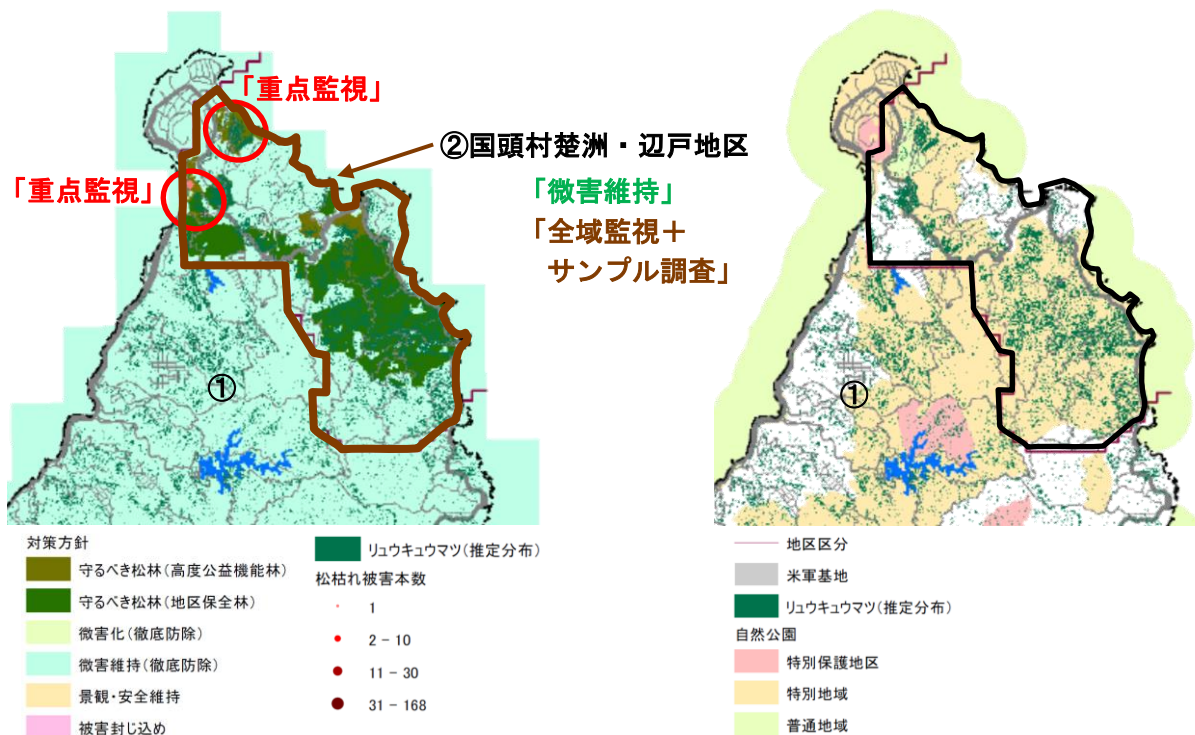 「重点監視」
②国頭村楚洲・辺戸地区
「重点監視」
「微害維持」
「全域監視＋
サンプル調査」
①
①
対策方針
守るべき松林(高度公益機能林)
守るべき松林(地区保全林)
微害化(徹底防除)
微害維持(徹底防除)
景観・安全維持
被害封じ込め
リュウキュウマツ(推定分布)
松枯れ被害本数
1
2 - 10
11 - 30
31 - 168
地区区分
米軍基地
リュウキュウマツ(推定分布)
自然公園
特別保護地区
特別地域
普通地域